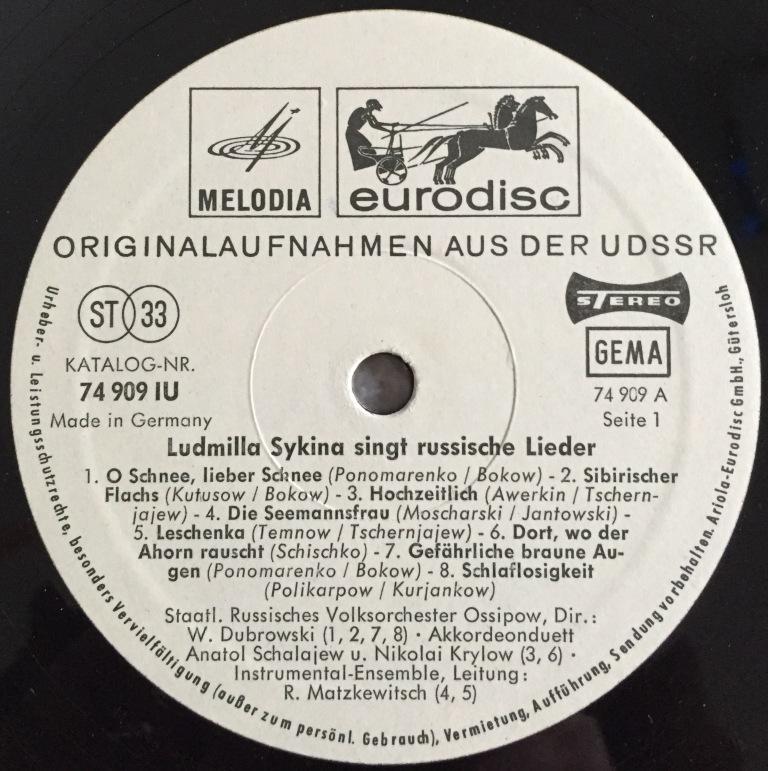 MELODIA
eurodisc
ORIGINALAUFNAHMEN AUS DER UDSSR
ST 33
STEREO
GEMA
KATALOG-NR.
74 909 IU
Made in Germany
74 909 A
Seite 1
Ludmilla Sykina singt russische Lieder
1. O Schnee, lieber Schnee (Ponomarenko / Bokow) - 2. Sibirischer
Flachs (Kutusow / Bokow) - 3. Hochzeitlich (Awerkin / Tschern-
jajew) - 4. Die Seemannsfrau (Moscharski / Jantowski) -
5. Leschenka (Temnow / Tschernjajew) - 6. Dort, wo der
Ahorn rauscht (Schischko) - 7. Gefährliche braune Au-
gen (Ponomarenko / Bokow) - 8. Schlaflosigkeit
(Polikarpow / Kurjankow)
Staatl. Russisches Volksorchester Ossipow, Dir.:
W. Dubrowski (1, 2, 7, 8) · Akkordeonduett
Anatol Schalajew u. Nikolai Krylow (3, 6) ·
Instrumental-Ensemble, Leitung:
R. Matzkewitsch (4, 5)
Urheber- u. Leistungsschutzrechte, besonders Vervielfältigung (außer zum persönl. Gebrauch), Vermietung, Aufführung, Sendung vorbehalten. Ariola-Eurodisc GmbH., Gütersloh